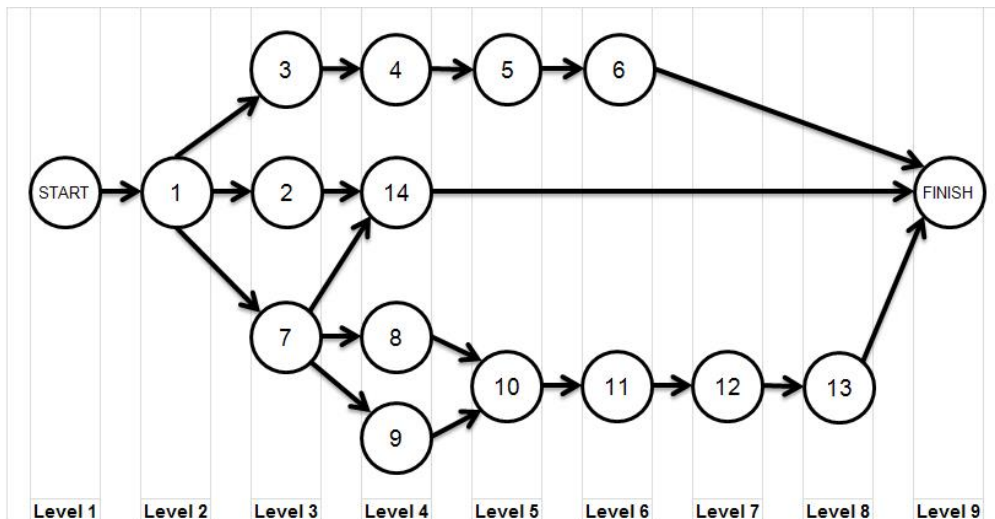 3 4 5 6
START 1 2 14 FINISH
7 8
10 11 12 13
9
Level 1 Level 2 Level 3 Level 4 Level 5 Level 6 Level 7 Level 8 Level 9